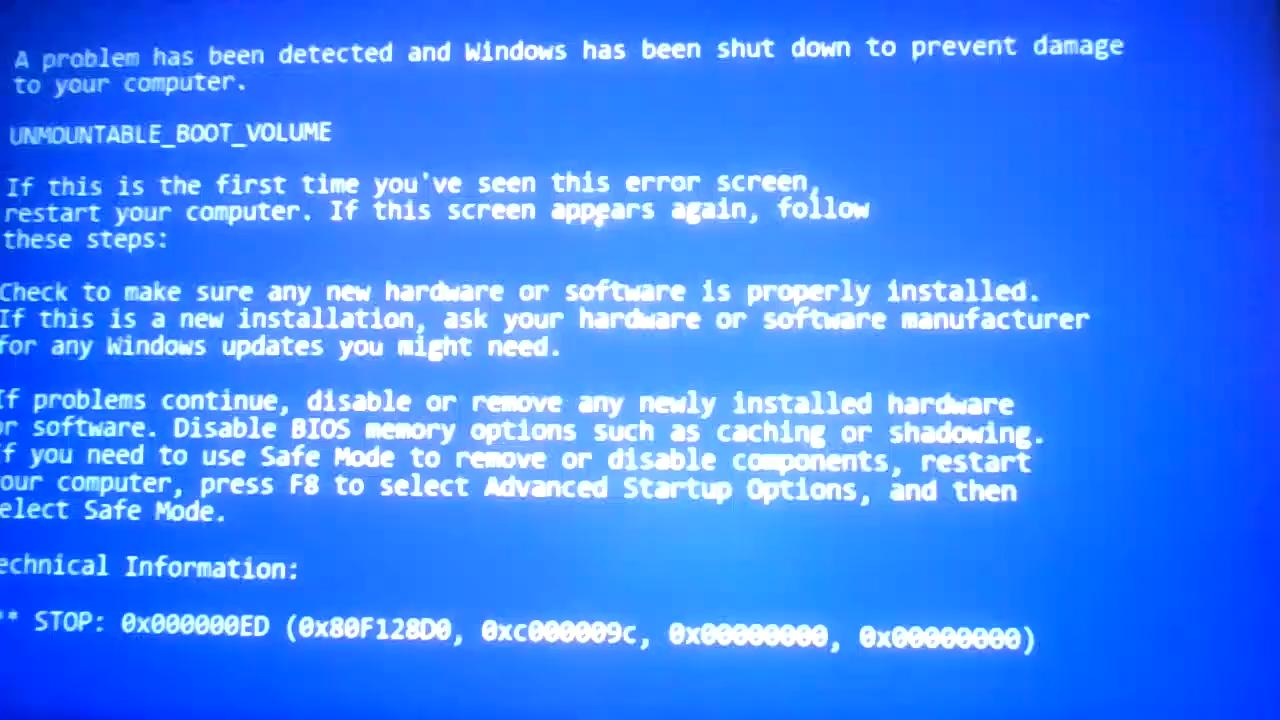 A problem has been detected and Windows has been shut down to prevent damage
to your computer.
UNMOUNTABLE_BOOT_VOLUME
If this is the first time you've seen this error screen,
restart your computer. If this screen appears again, follow
these steps:
Check to make sure any new hardware or software is properly installed.
If this is a new installation, ask your hardware or software manufacturer
for any Windows updates you might need.
If problems continue, disable or remove any newly installed hardware
or software. Disable BIOS memory options such as caching or shadowing.
If you need to use Safe Mode to remove or disable components, restart
our computer, press F8 to select Advanced Startup Options, and then
elect Safe Mode.
echnical Information:
** STOP: 0x000000ED (0x80F128D0, 0xc000009c, 0x00000000, 0x00000000)